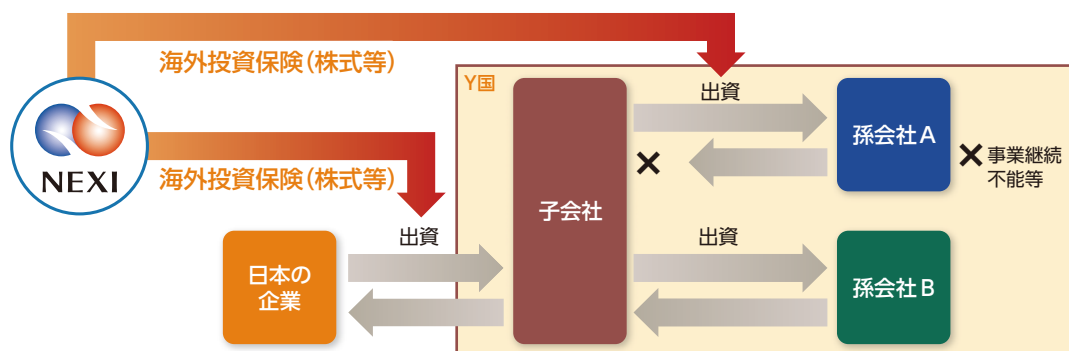 海外投資保険(株式等)
Y国
出資
孫会社A
事業継続
不能等
NEXI
海外投資保険(株式等)
子会社
出資
出資
日本の
企業
孫会社B